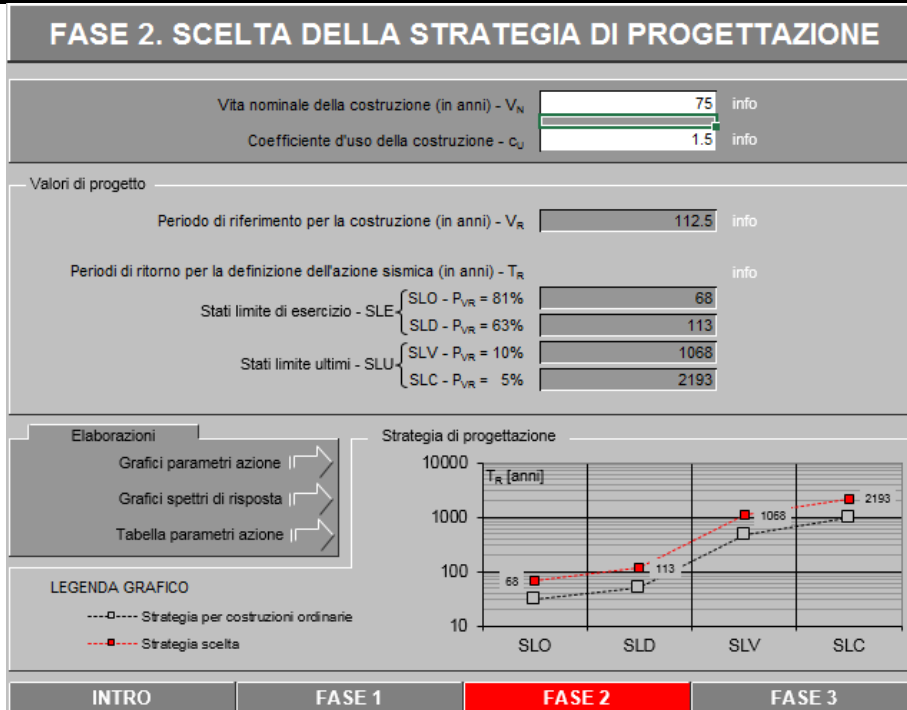 FASE 2. SCELTA DELLA STRATEGIA DI PROGETTAZIONE
Vita nominale della costruzione (in anni) - VN 75 info
Coefficiente d'uso della costruzione - cU 1.5 info
Valori di progetto
Periodo di riferimento per la costruzione (in anni) - VR 112.5 info
Periodi di ritorno per la definizione dell'azione sismica (in anni) - TR info
Stati limite di esercizio - SLE
SLO - PVR = 81% 68
SLD - PVR = 63% 113
Stati limite ultimi - SLU
SLV - PVR = 10% 1068
SLC - PVR = 5% 2193
Elaborazioni
Grafici parametri azione
Grafici spettri di risposta
Tabella parametri azione
Strategia di progettazione
TR [anni]
10000
1000
100
10
68
113
1068
2193
SLO SLD SLV SLC
LEGENDA GRAFICO
Strategia per costruzioni ordinarie
Strategia scelta
INTRO FASE 1 FASE 2 FASE 3